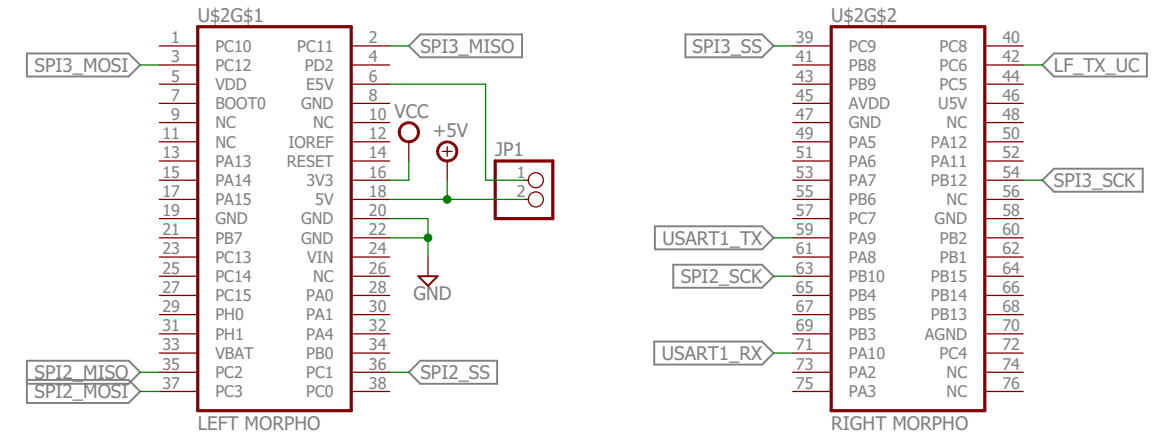 U$2G$1
1 PC10 PC11 2 SPI3_MISO
SPI3_MOSI 3 PC12 PD2 4
5 VDD E5V 6
7 BOOT0 GND 8
9 NC NC 10 VCC
11 NC IOREF 12 +5V
13 PA13 RESET 14 JP1
15 PA14 3V3 16 1
17 PA15 5V 18 2
19 GND GND 20
21 PB7 GND 22
23 PC13 VIN 24
25 PC14 NC 26
27 PC15 PA0 28 GND
29 PH0 PA1 30
31 PH1 PA4 32
33 VBAT PB0 34
SPI2_MISO 35 PC2 PC1 36 SPI2_SS
SPI2_MOSI 37 PC3 PC0 38
LEFT MORPHO
U$2G$2
SPI3_SS 39 PC9 PC8 40
41 PB8 PC6 42 LF_TX_UC
43 PB9 PC5 44
45 AVDD U5V 46
47 GND NC 48
49 PA5 PA12 50
51 PA6 PA11 52
53 PA7 PB12 54 SPI3_SCK
55 PB6 NC 56
57 PC7 GND 58
USART1_TX 59 PA9 PB2 60
61 PA8 PB1 62
SPI2_SCK 63 PB10 PB15 64
65 PB4 PB14 66
67 PB5 PB13 68
69 PB3 AGND 70
USART1_RX 71 PA10 PC4 72
73 PA2 NC 74
75 PA3 NC 76
RIGHT MORPHO